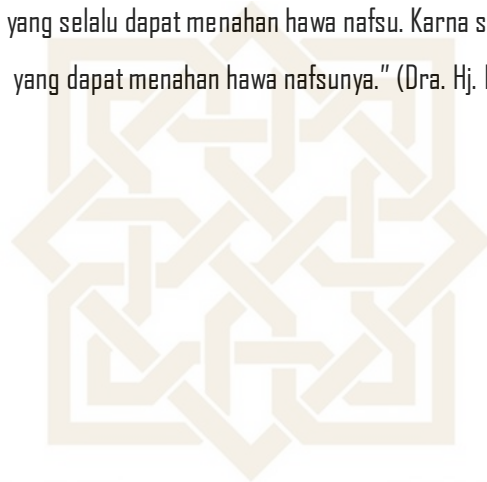 yang selalu dapat menahan hawa nafsu. Karna s
yang dapat menahan hawa nafsunya.” (Dra. Hj.